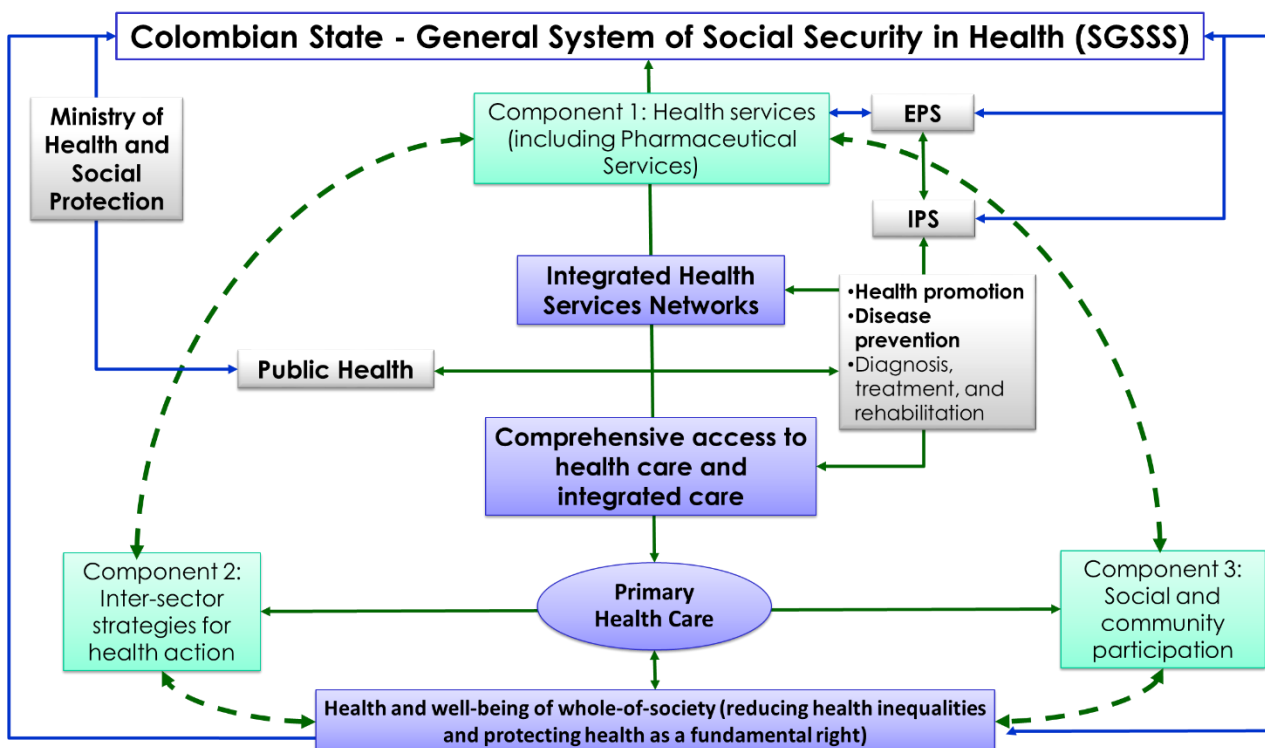 Colombian State - General System of Social Security in Health (SGSSS)
Ministry of
Health and
Social
Protection
Component 1: Health services
(including Pharmaceutical
Services)
EPS
IPS
Integrated Health
Services Networks
•Health promotion
•Disease
prevention
•Diagnosis,
treatment, and
rehabilitation
Public Health
Comprehensive access to
health care and
integrated care
Component 2:
Inter-sector
strategies for
health action
Primary
Health Care
Component 3:
Social and
community
participation
Health and well-being of whole-of-society (reducing health inequalities
and protecting health as a fundamental right)